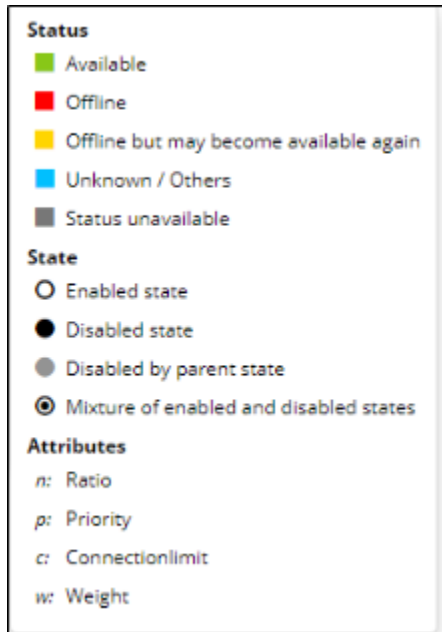 Status
Available
Offline
Offline but may become available again
Unknown / Others
Status unavailable
State
Enabled state
Disabled state
Disabled by parent state
Mixture of enabled and disabled states
Attributes
n: Ratio
p: Priority
c: Connectionlimit
w: Weight